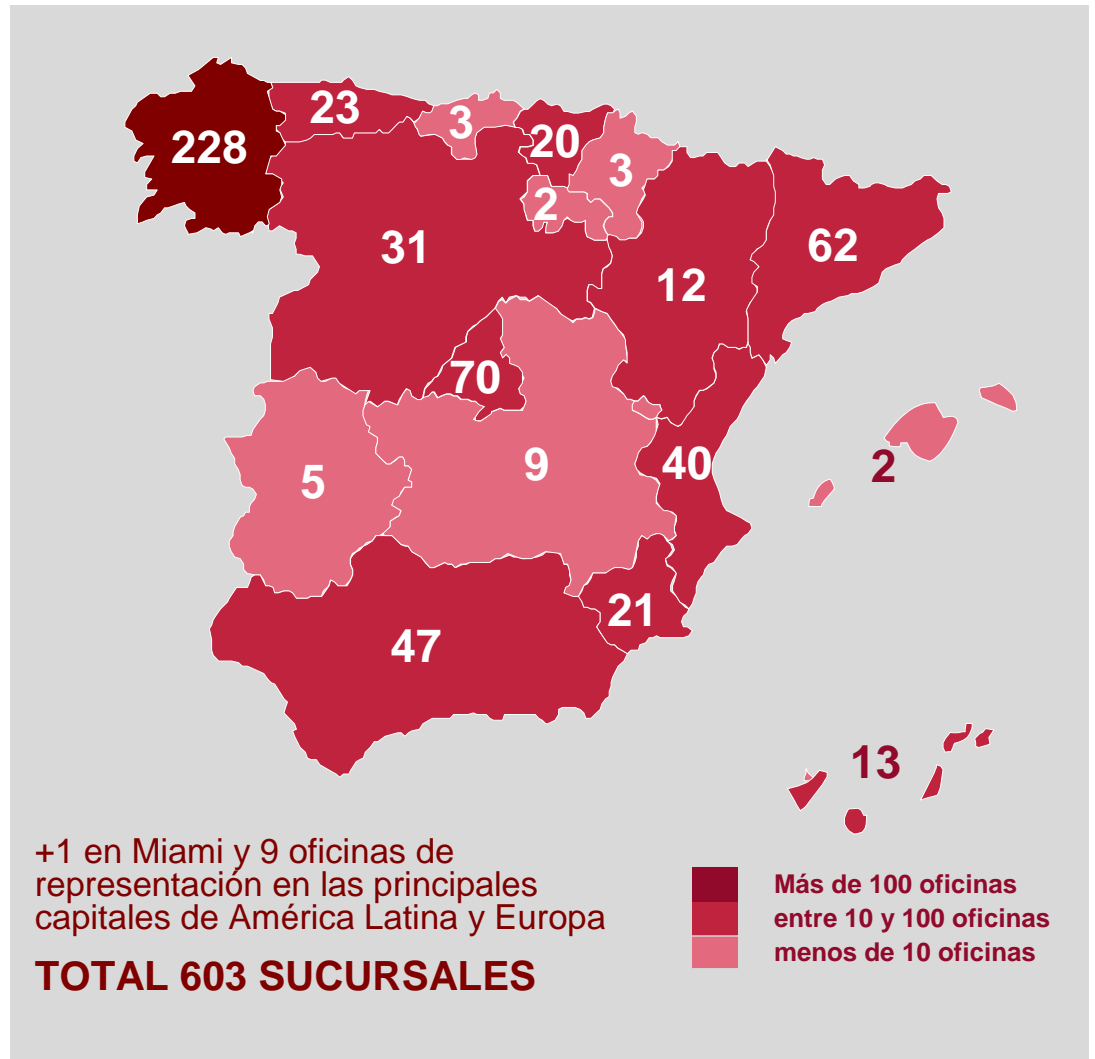 228
23
3
20
3
2
31
12
62
70
5
9
40
2
47
21
13
+1 en Miami y 9 oficinas de
representación en las principales
capitales de América Latina y Europa
TOTAL 603 SUCURSALES
Más de 100 oficinas
entre 10 y 100 oficinas
menos de 10 oficinas